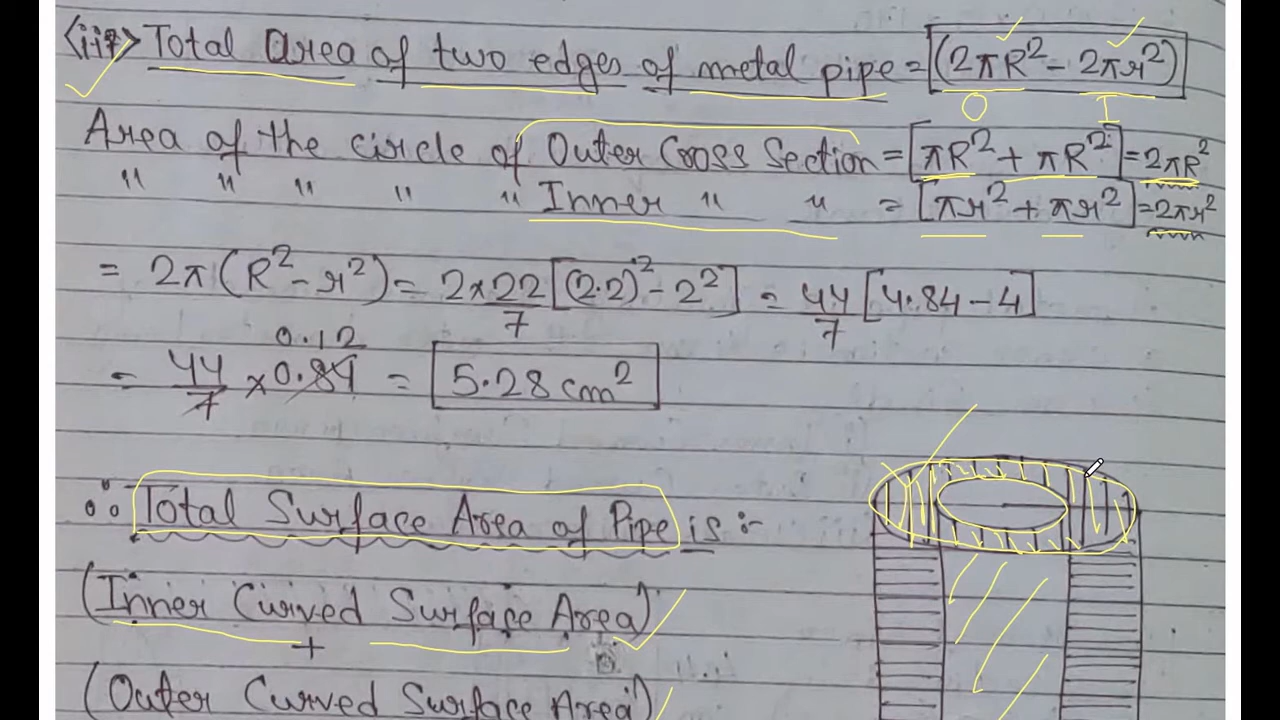 <iii> Total area of two edges of metal pipe = (2πR² - 2πr²)
O I
Area of the circle of Outer Cross Section = [πR² + πR²] = 2πR²
" " " " " Inner " " = [πr² + πr²] = 2πr²
= 2π(R² - r²) = 2×22/7 [(2.2)² - 2²] = 44/7 [4.84 - 4]
0.12
= 44/7 × 0.84 = 5.28 cm²
∴ Total Surface Area of Pipe is :-
(Inner Curved Surface Area)
+
(Outer Curved Surface Area)